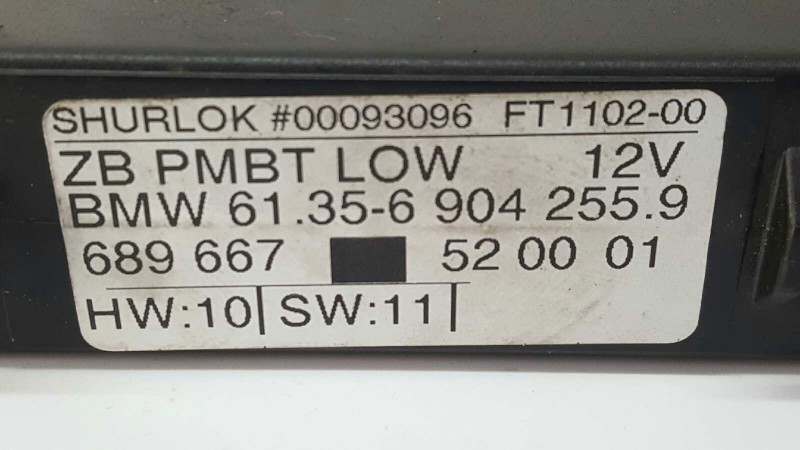 SHURLOK #00093096 FT1102-00
ZB PMBT LOW 12V
BMW 61.35-6 904 255.9
689 667 52 00 01
HW:10 SW:11